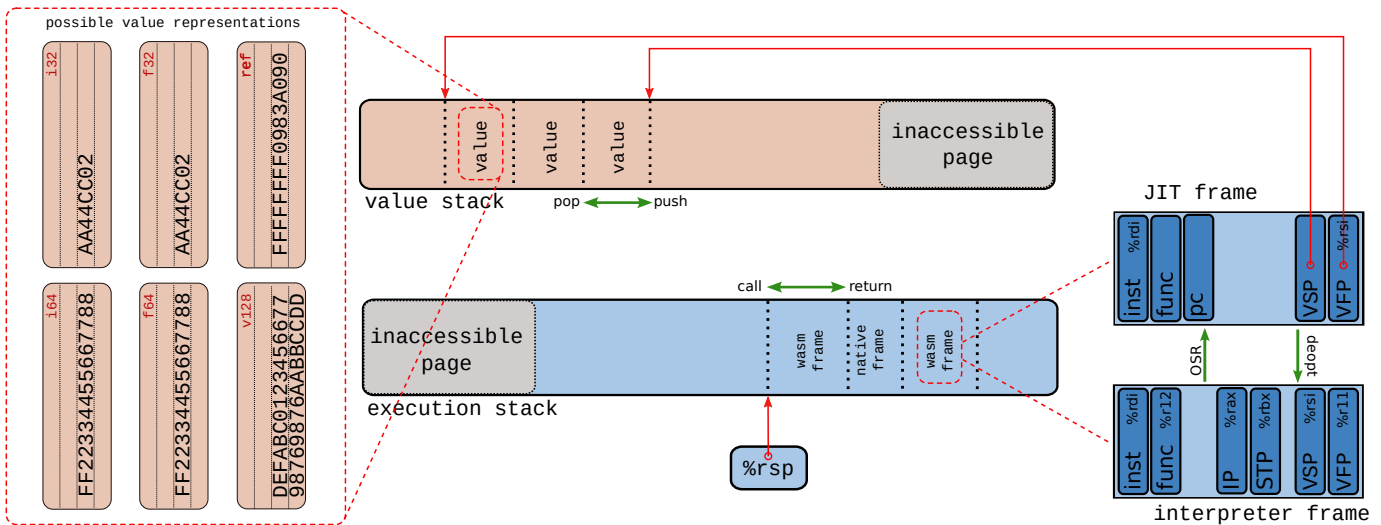 possible value representations
i32
AA44CC02
f32
AA44CC02
ref
FFFFFFFF0983A090
i64
FF22334455667788
f64
FF22334455667788
v128
DEFABC0123456677
98769876AABBCCDD
value
value
value
inaccessible
page
value stack
pop
push
call
return
inaccessible
page
wasm
frame
native
frame
wasm
frame
execution stack
%rsp
JIT frame
inst %rdi
func
pc
VSP
VFP %rsi
OSR
deopt
inst %rdi
func %r12
IP %rax
STP %rbx
VSP %rsi
VFP %r11
interpreter frame